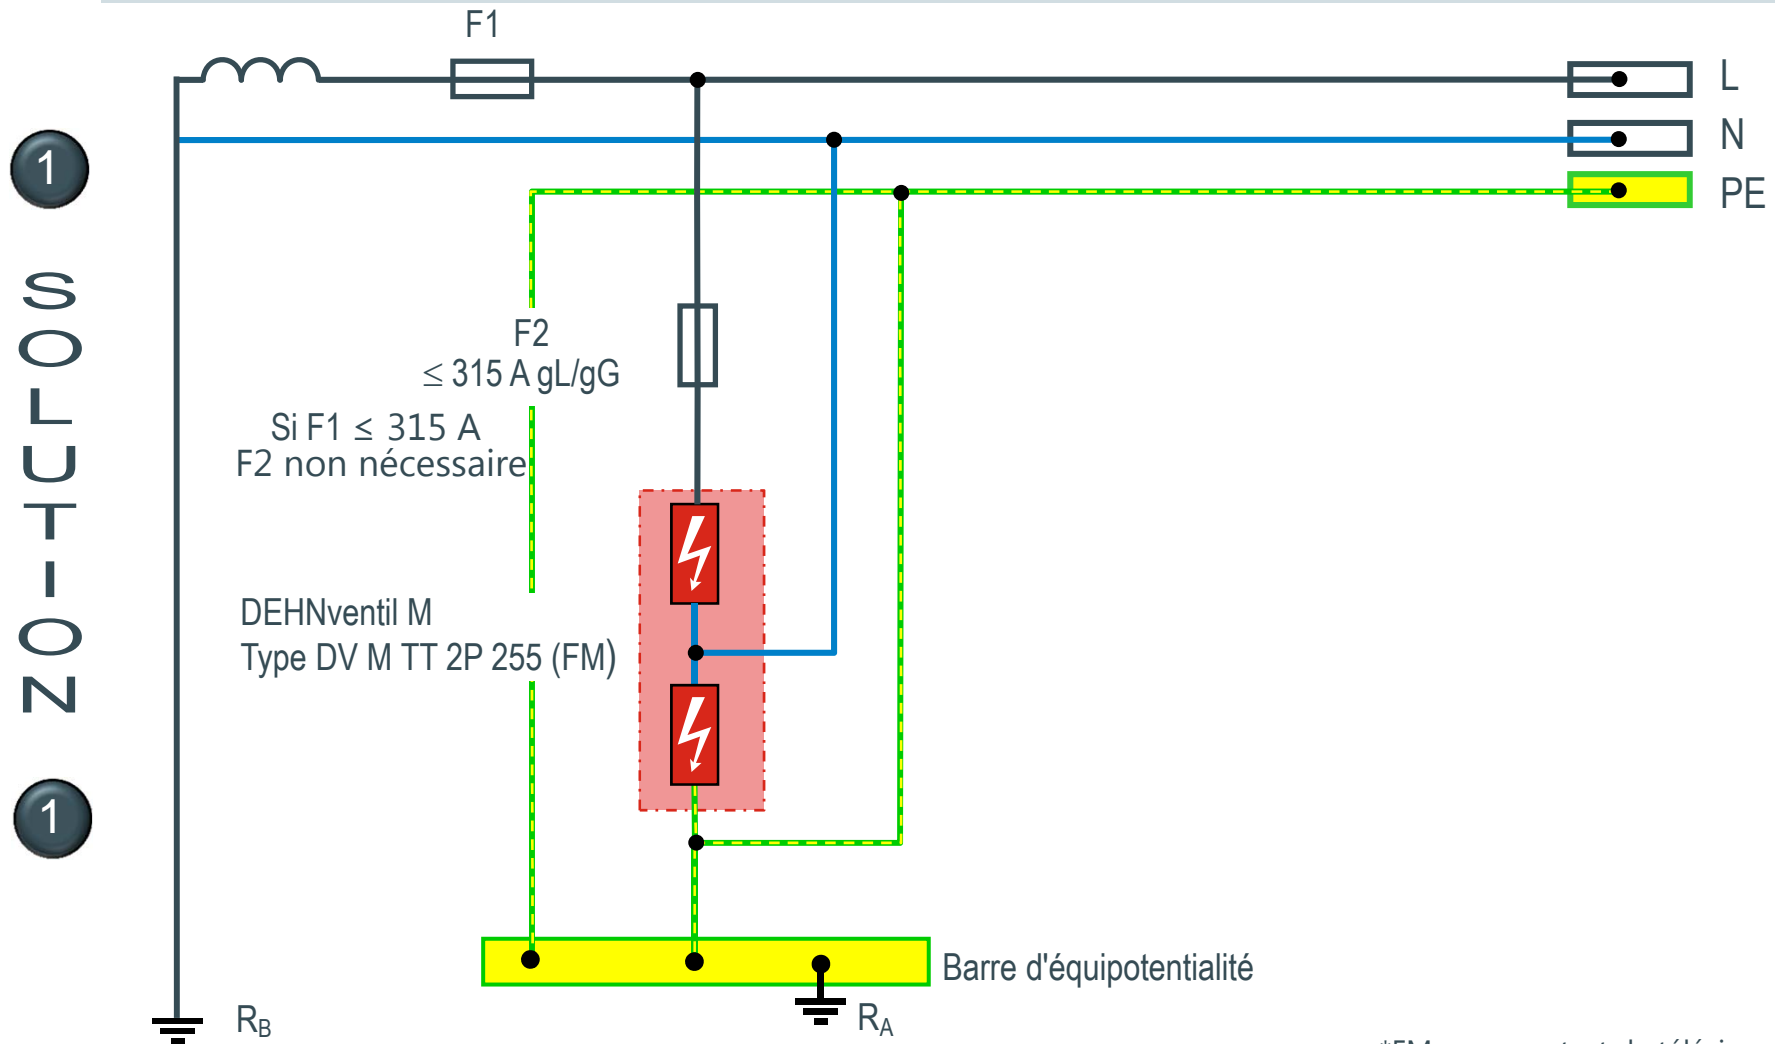 F1
L
N
PE
1
SOLUTION
1
F2
≤ 315 A gL/gG
Si F1 ≤ 315 A
F2 non nécessaire
DEHNventil M
Type DV M TT 2P 255 (FM)
Barre d'équipotentialité
RB
RA